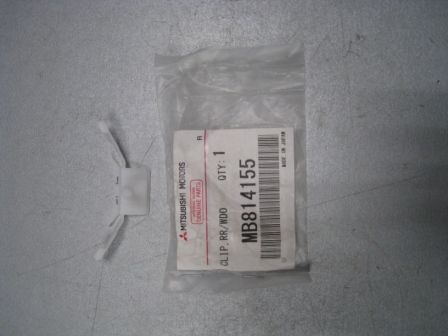 R
MITSUBISHI MOTORS
GENUINE PARTS
CLIP,RR/WDO QTY: 1
MB814155
MADE IN JAPAN